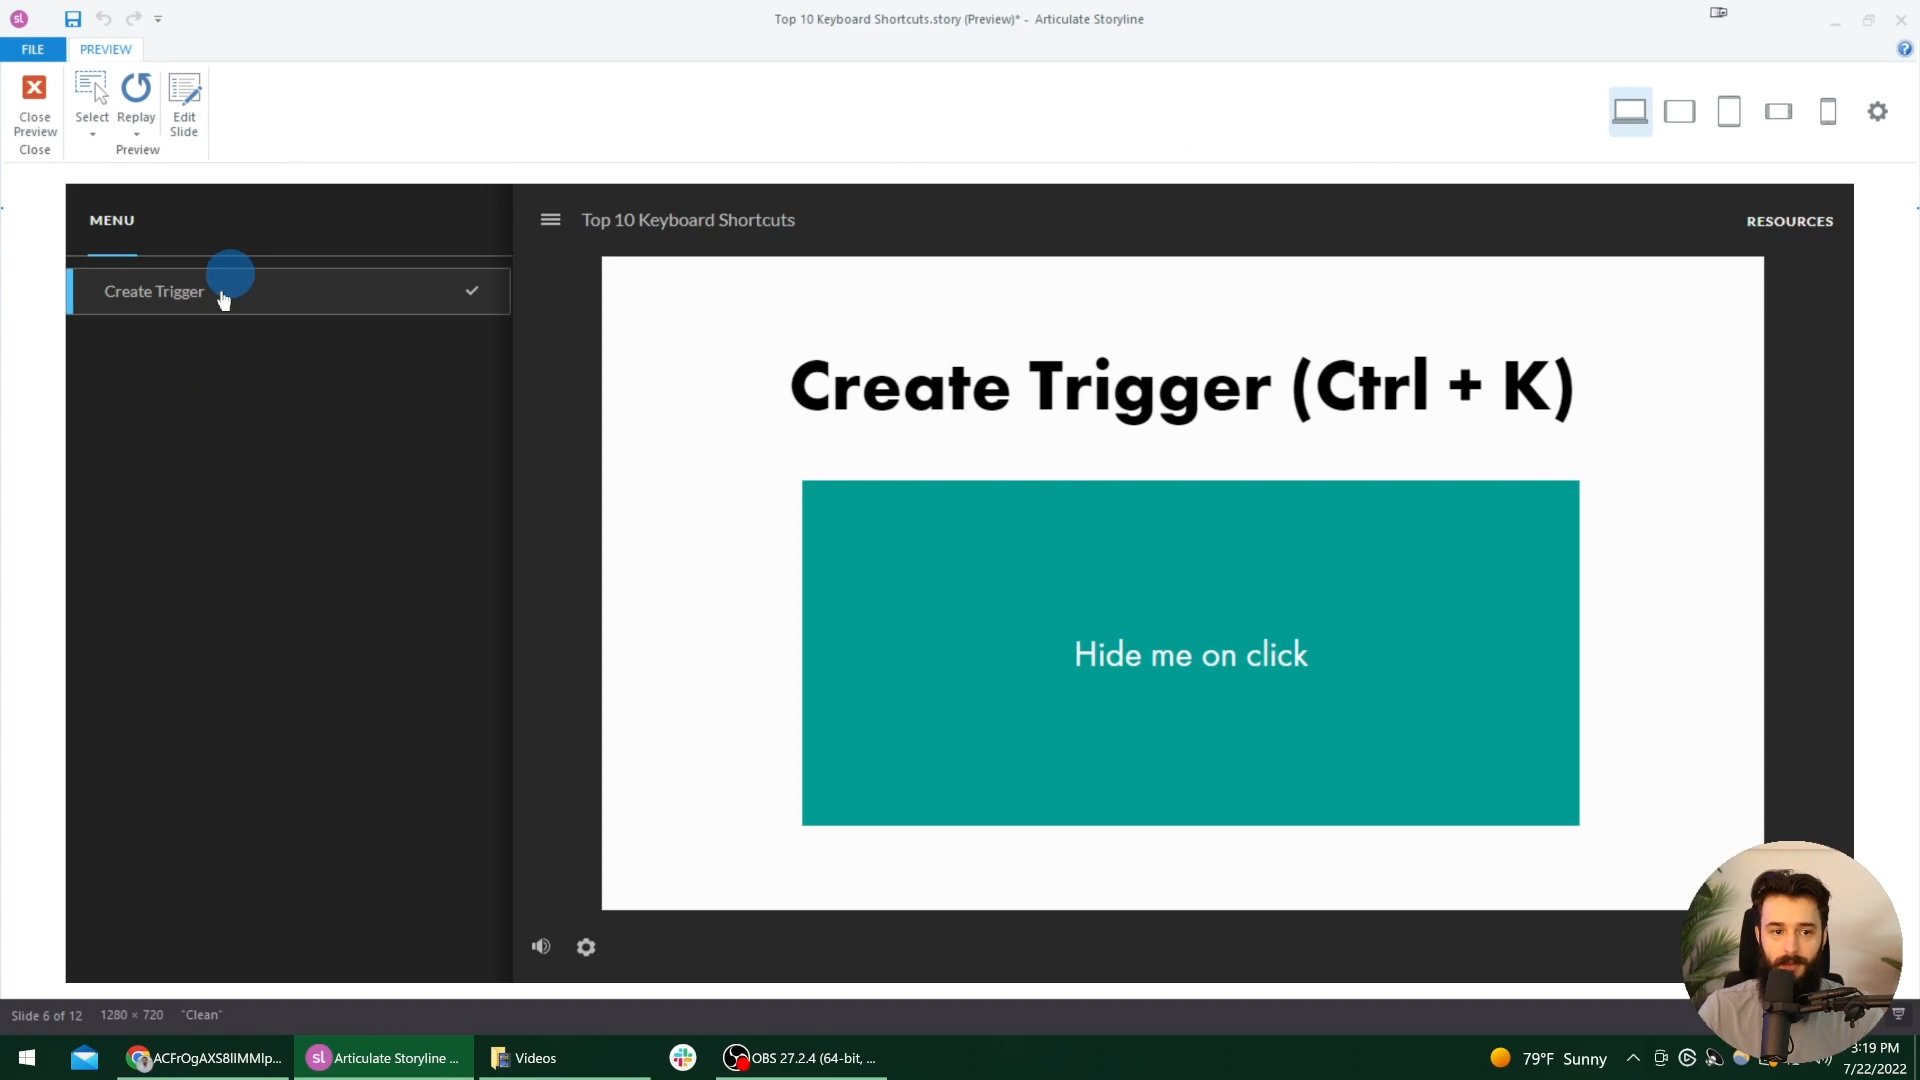 sl
Top 10 Keyboard Shortcuts.story (Preview)* - Articulate Storyline
FILE
PREVIEW
?
Close
Preview
Select
Replay
Edit
Slide
Close
Preview
MENU
Top 10 Keyboard Shortcuts
RESOURCES
Create Trigger
Create Trigger (Ctrl + K)
Hide me on click
Slide 6 of 12
1280 × 720
"Clean"
ACFrOgAXS8IIMMIp...
sl
Articulate Storyline ...
Videos
OBS 27.2.4 (64-bit, ...
79°F Sunny
3:19 PM
7/22/2022